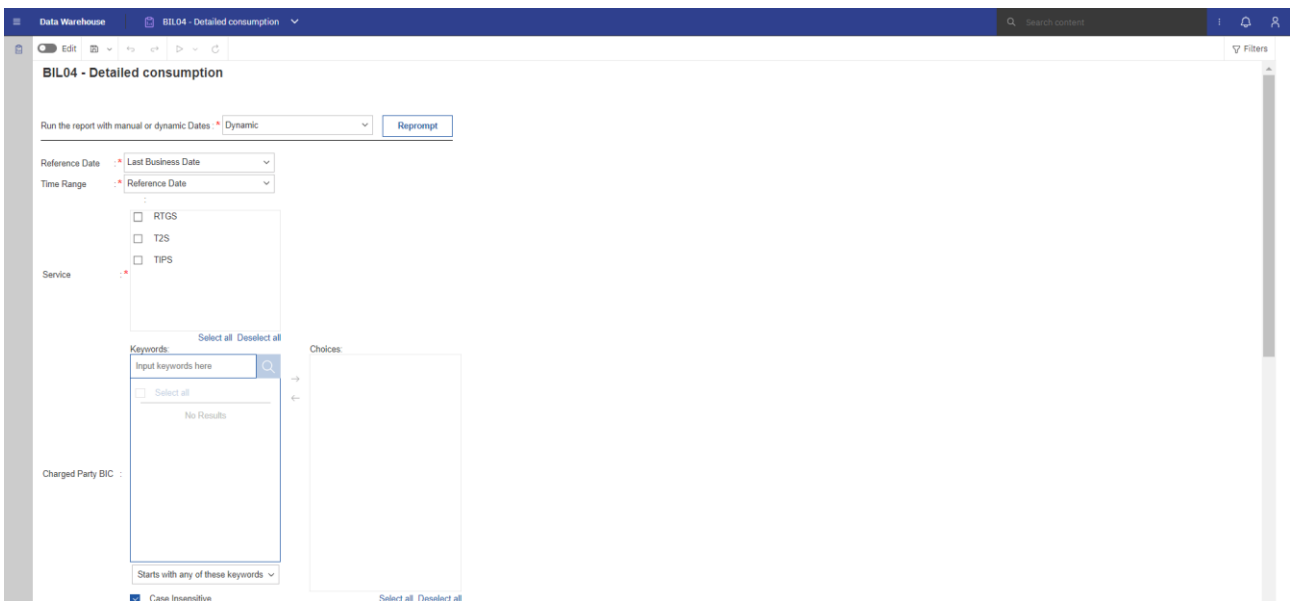 Data Warehouse
BIL04 - Detailed consumption
Search content
Edit
Filters
BIL04 - Detailed consumption
Run the report with manual or dynamic Dates : * Dynamic
Reprompt
Reference Date : * Last Business Date
Time Range : * Reference Date
:
RTGS
T2S
TIPS
Service : *
Select all Deselect all
Keywords:
Choices:
Input keywords here
Select all
No Results
Charged Party BIC :
Starts with any of these keywords
Case Insensitive
Select all Deselect all